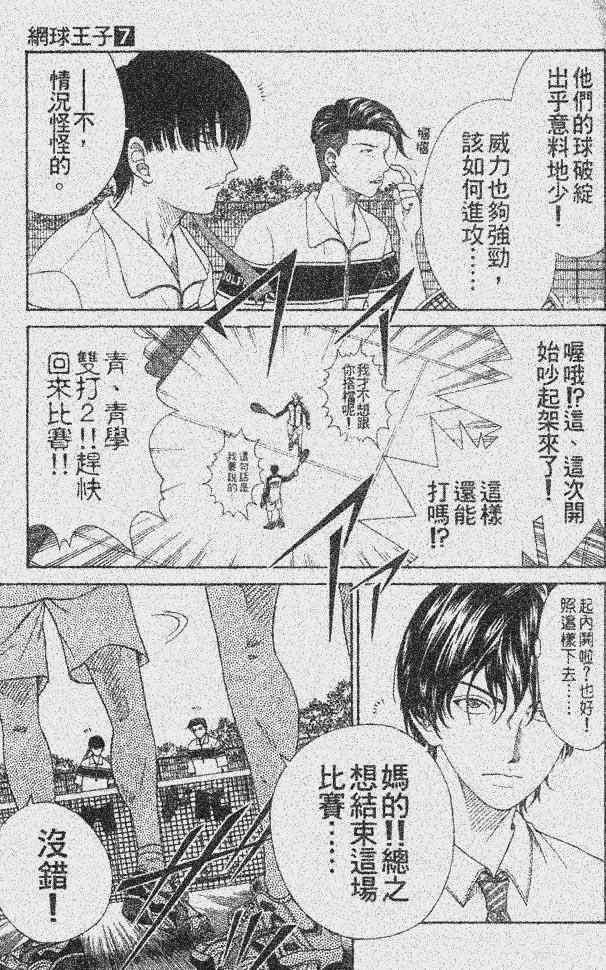 網球王子7
他們的球破綻
出乎意料地少！
威力也夠強勁，
該如何進攻……
——不，
情況怪怪的。
喔哦!?這、這次開
始吵起架來了！
我才不想跟
你搭檔呢！
這句話是
我要說的
這樣
還能
打嗎!?
青、青學
雙打2!!趕快
回來比賽!!
起內鬨啦？也好！
照這樣下去……
媽的!!總之
想結束這場
比賽……
沒錯！